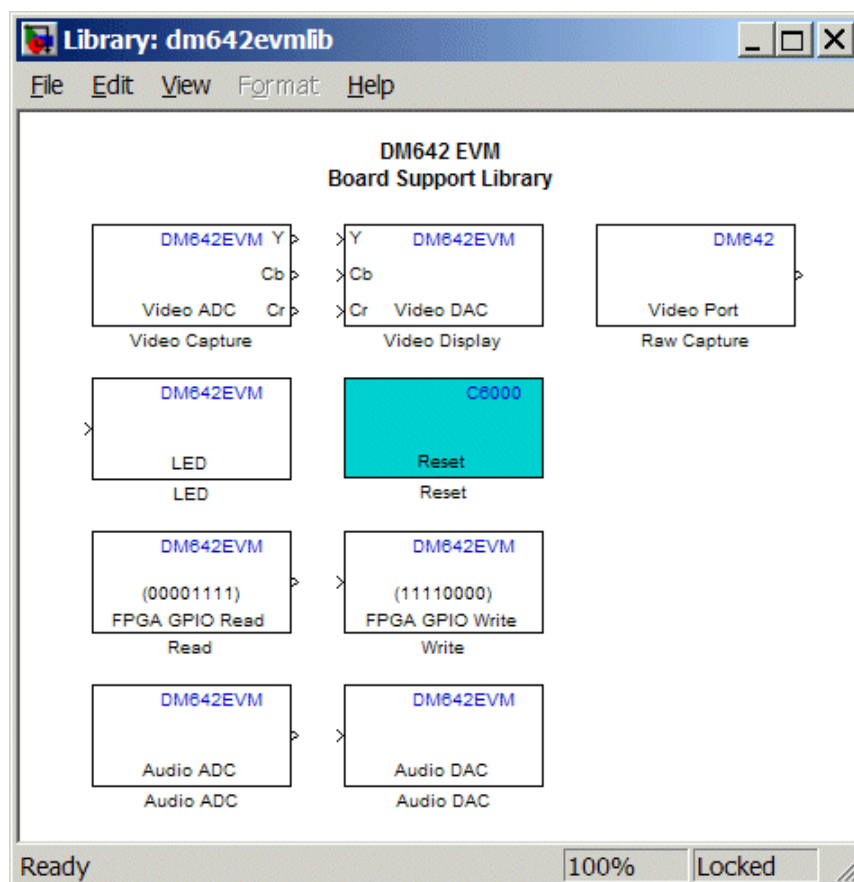 Library: dm642evmlib
File Edit View Format Help
DM642 EVM
Board Support Library
DM642EVM Y
Cb
Video ADC Cr
Video Capture
Y DM642EVM
Cb
Cr Video DAC
Video Display
DM642
Video Port
Raw Capture
DM642EVM
LED
LED
C6000
Reset
Reset
DM642EVM
(00001111)
FPGA GPIO Read
Read
DM642EVM
(11110000)
FPGA GPIO Write
Write
DM642EVM
Audio ADC
Audio ADC
DM642EVM
Audio DAC
Audio DAC
Ready 100% Locked